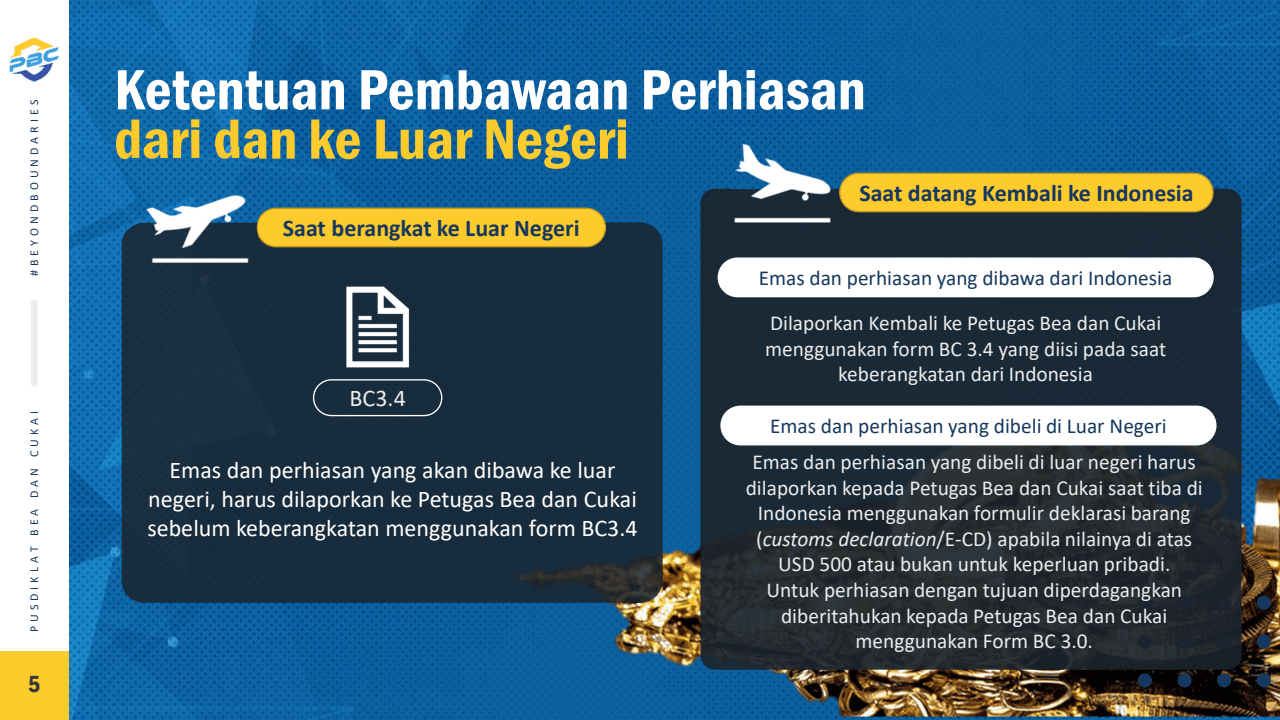 PBC
#BEYONDBOUNDARIES
PUSDIKLAT BEA DAN CUKAI
5
Ketentuan Pembawaan Perhiasan
dari dan ke Luar Negeri
Saat berangkat ke Luar Negeri
BC3.4
Emas dan perhiasan yang akan dibawa ke luar
negeri, harus dilaporkan ke Petugas Bea dan Cukai
sebelum keberangkatan menggunakan form BC3.4
Saat datang Kembali ke Indonesia
Emas dan perhiasan yang dibawa dari Indonesia
Dilaporkan Kembali ke Petugas Bea dan Cukai
menggunakan form BC 3.4 yang diisi pada saat
keberangkatan dari Indonesia
Emas dan perhiasan yang dibeli di Luar Negeri
Emas dan perhiasan yang dibeli di luar negeri harus
dilaporkan kepada Petugas Bea dan Cukai saat tiba di
Indonesia menggunakan formulir deklarasi barang
(customs declaration/E-CD) apabila nilainya di atas
USD 500 atau bukan untuk keperluan pribadi.
Untuk perhiasan dengan tujuan diperdagangkan
diberitahukan kepada Petugas Bea dan Cukai
menggunakan Form BC 3.0.